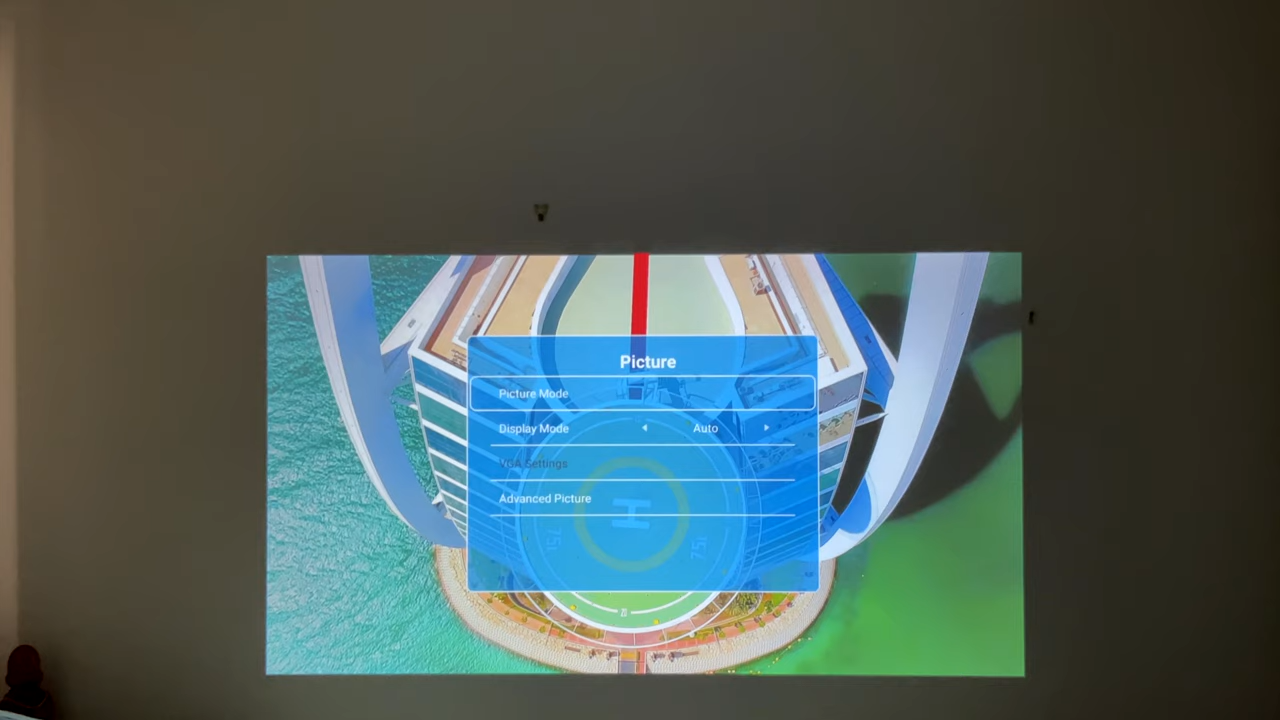 Picture
Picture Mode
Display Mode Auto
VGA Settings
Advanced Picture
H